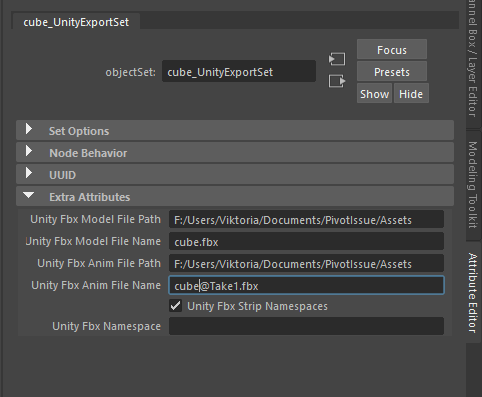 cube_UnityExportSet
objectSet: cube_UnityExportSet
Focus
Presets
Show Hide
Set Options
Node Behavior
UUID
Extra Attributes
Unity Fbx Model File Path F:/Users/Viktoria/Documents/PivotIssue/Assets
Unity Fbx Model File Name cube.fbx
Unity Fbx Anim File Path F:/Users/Viktoria/Documents/PivotIssue/Assets
Unity Fbx Anim File Name cube@Take1.fbx
Unity Fbx Strip Namespaces
Unity Fbx Namespace
Box / Layer Editor
Modeling Toolkit
Attribute Editor